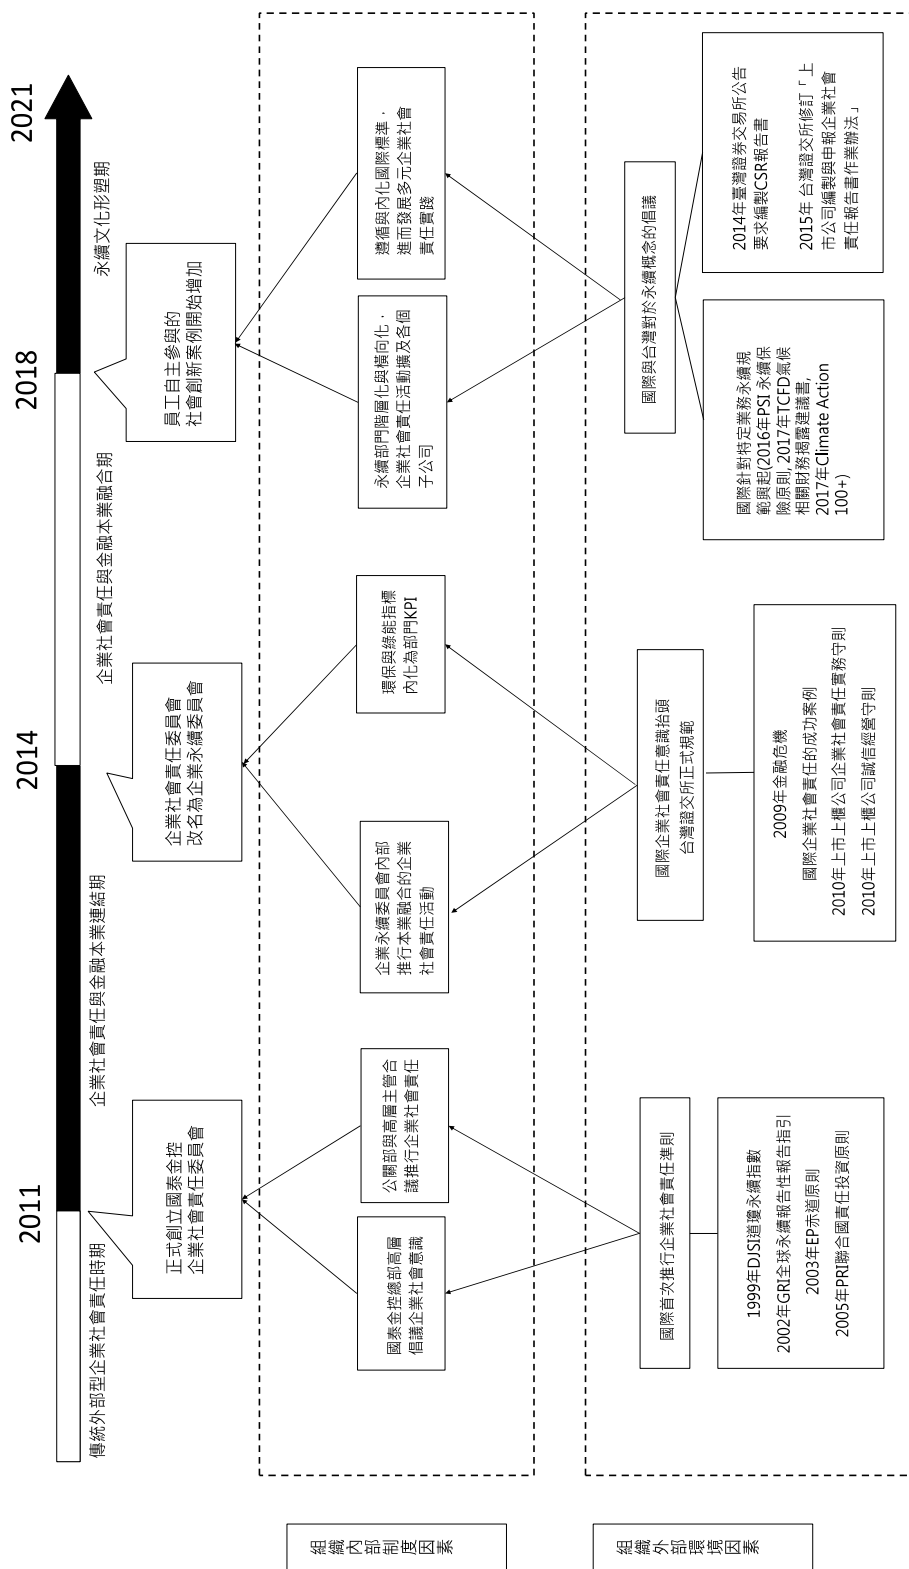 2011
2014
2018
2021
傳統外部型企業社會責任時期
企業社會責任與金融本業連結期
企業社會責任與金融本業融合期
永續文化形塑期
正式創立國泰金控
企業社會責任委員會
企業社會責任委員會
改名為企業永續委員會
員工自主參與的
社會創新案例開始增加
組織內部制度因素
國泰金控總部高層
倡議企業社會意識
公關部與高層主管合
議推行企業社會責任
企業永續委員會內部
推行本業融合的企業
社會責任活動
環保與綠能指標
內化為部門KPI
永續部門階層化與橫向化，
企業社會責任活動擴及各個
子公司
遵循與內化國際標準，
進而發展多元企業社會
責任實踐
組織外部環境因素
國際首次推行企業社會責任準則
1999年DJSI道瓊永續指數
2002年GRI全球永續報告性報告指引
2003年EP赤道原則
2005年PRI聯合國責任投資原則
國際企業社會責任意識抬頭
台灣證交所正式規範
2009年金融危機
國際企業社會責任的成功案例
2010年上市上櫃公司企業社會責任實務守則
2010年上市上櫃公司誠信經營守則
國際與台灣對於永續概念的倡議
國際針對特定業務永續規
範興起(2016年PSI 永續保
險原則, 2017年TCFD氣候
相關財務揭露建議書,
2017年Climate Action
100+)
2014年臺灣證券交易所公告
要求編製CSR報告書
2015年 台灣證交所修訂「上
市公司編製與申報企業社會
責任報告書作業辦法」